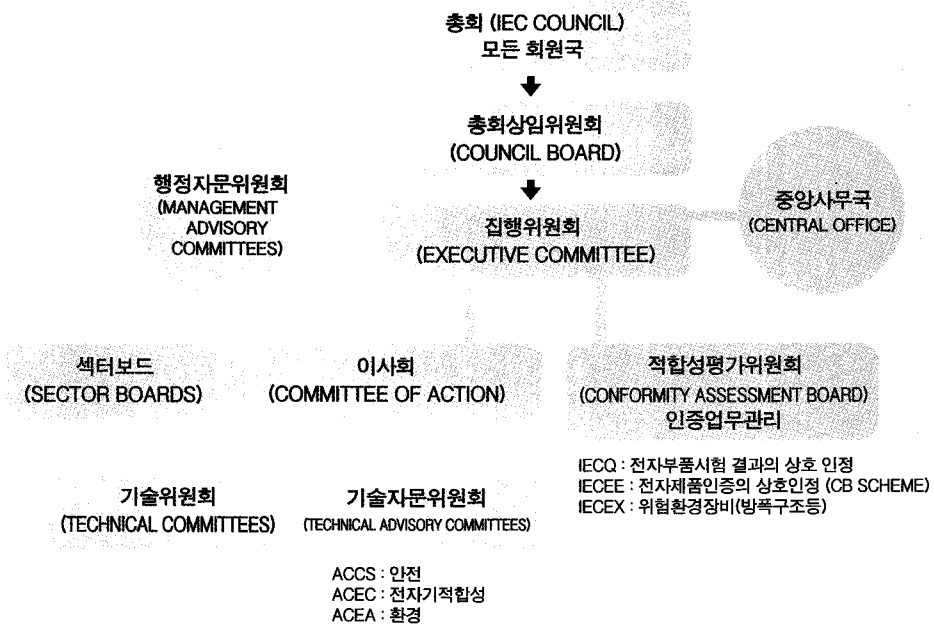 총회 (IEC COUNCIL)
모든 회원국
총회상임위원회
(COUNCIL BOARD)
행정자문위원회
(MANAGEMENT
ADVISORY
COMMITTEES)
집행위원회
(EXECUTIVE COMMITTEE)
중앙사무국
(CENTRAL OFFICE)
섹터보드
(SECTOR BOARDS)
이사회
(COMMITTEE OF ACTION)
적합성평가위원회
(CONFORMITY ASSESSMENT BOARD)
인증업무관리
IECQ : 전자부품시험 결과의 상호 인정
IECEE : 전자제품인증의 상호인정 (CB SCHEME)
IECEX : 위험환경장비(방폭구조등)
기술위원회
(TECHNICAL COMMITTEES)
기술자문위원회
(TECHNICAL ADVISORY COMMITTEES)
ACCS : 안전
ACEC : 전자기적합성
ACEA : 환경